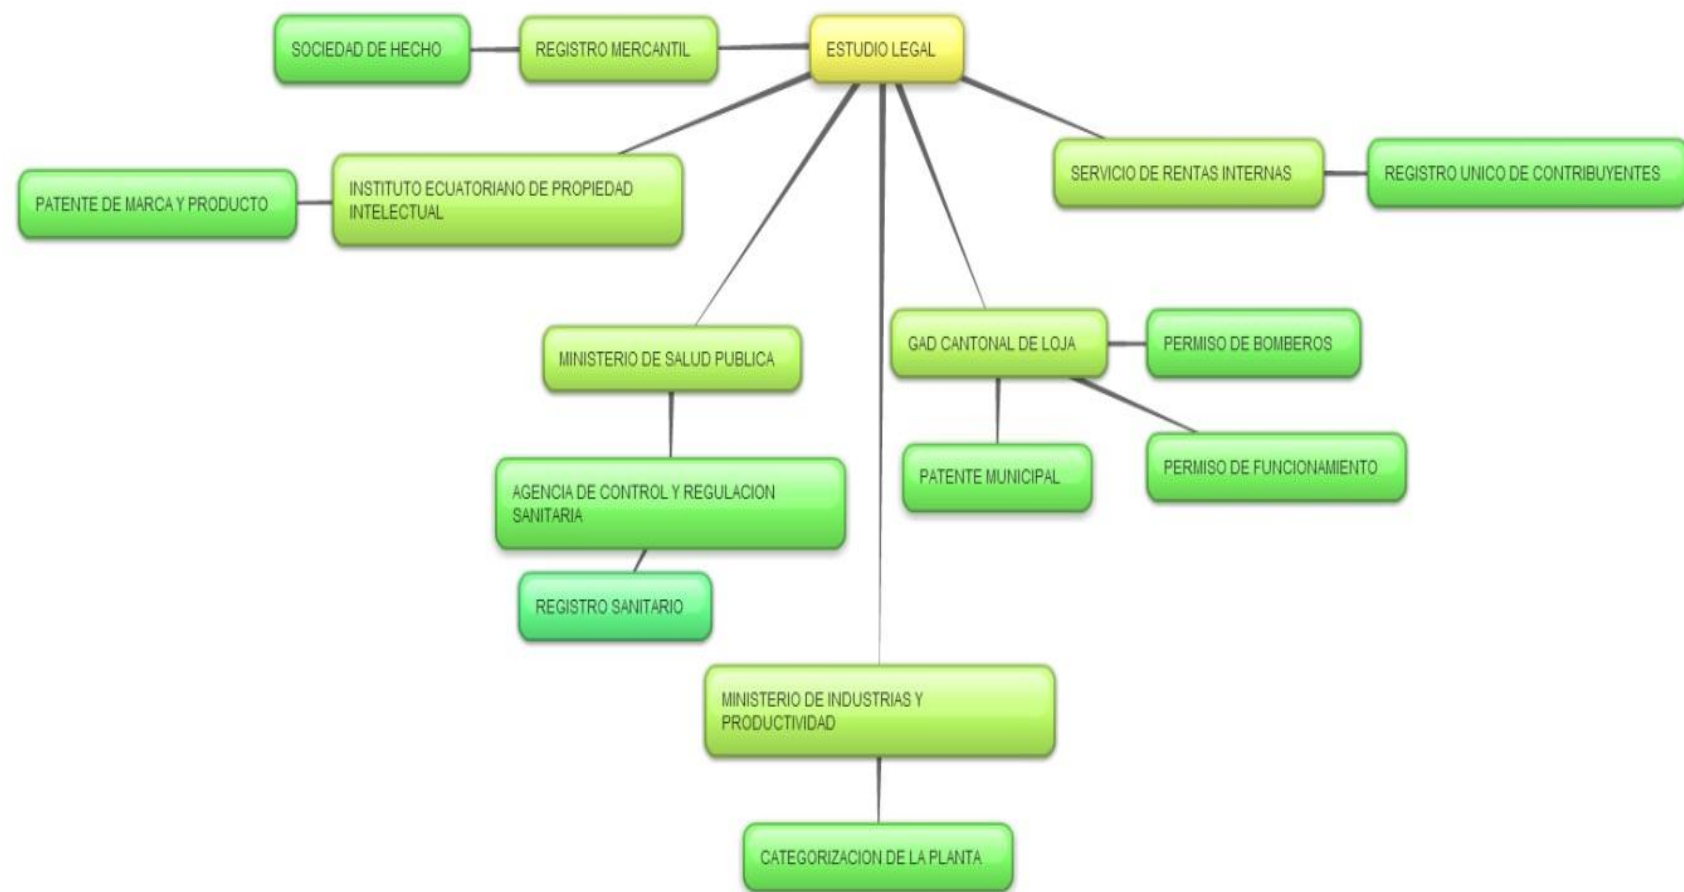 SOCIEDAD DE HECHO
REGISTRO MERCANTIL
ESTUDIO LEGAL
SERVICIO DE RENTAS INTERNAS
REGISTRO UNICO DE CONTRIBUYENTES
PATENTE DE MARCA Y PRODUCTO
INSTITUTO ECUATORIANO DE PROPIEDAD
INTELECTUAL
MINISTERIO DE SALUD PUBLICA
GAD CANTONAL DE LOJA
PERMISO DE BOMBEROS
PATENTE MUNICIPAL
PERMISO DE FUNCIONAMIENTO
AGENCIA DE CONTROL Y REGULACION
SANITARIA
REGISTRO SANITARIO
MINISTERIO DE INDUSTRIAS Y
PRODUCTIVIDAD
CATEGORIZACION DE LA PLANTA